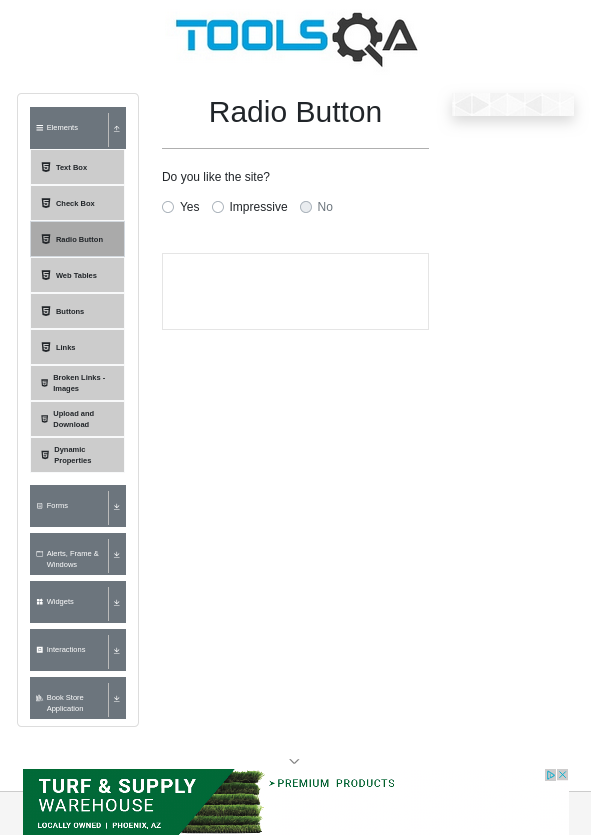 TOOLSQA
Elements
Text Box
Check Box
Radio Button
Web Tables
Buttons
Links
Broken Links -
Images
Upload and
Download
Dynamic
Properties
Forms
Alerts, Frame &
Windows
Widgets
Interactions
Book Store
Application
Radio Button
Do you like the site?
Yes Impressive No
TURF & SUPPLY
WAREHOUSE
LOCALLY OWNED | PHOENIX, AZ
PREMIUM PRODUCTS